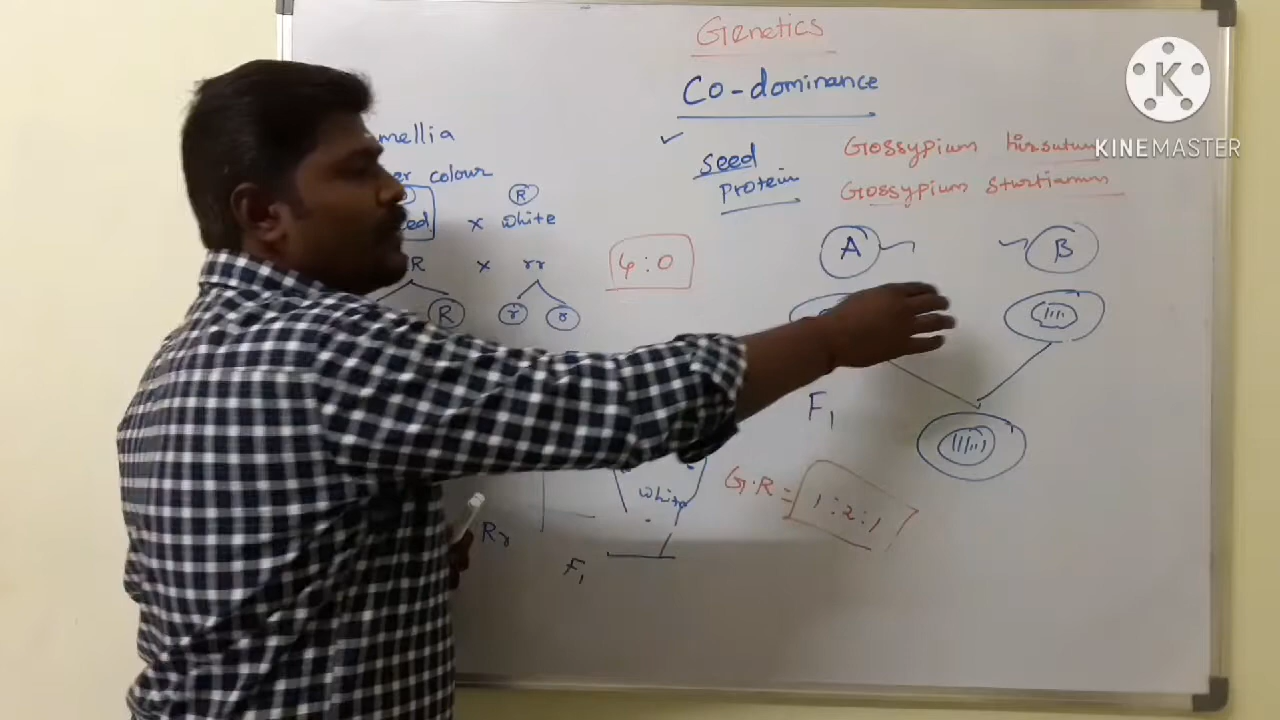 Genetics
Co-dominance
KINEMASTER
mellia
er colour
R
ed x white
R x rr
R r r
4:0
✓ seed
protein
Gossypium hirsutum
Gossypium sturtianum
A B
F1
white
G.R = 1:2:1
Rr
F1